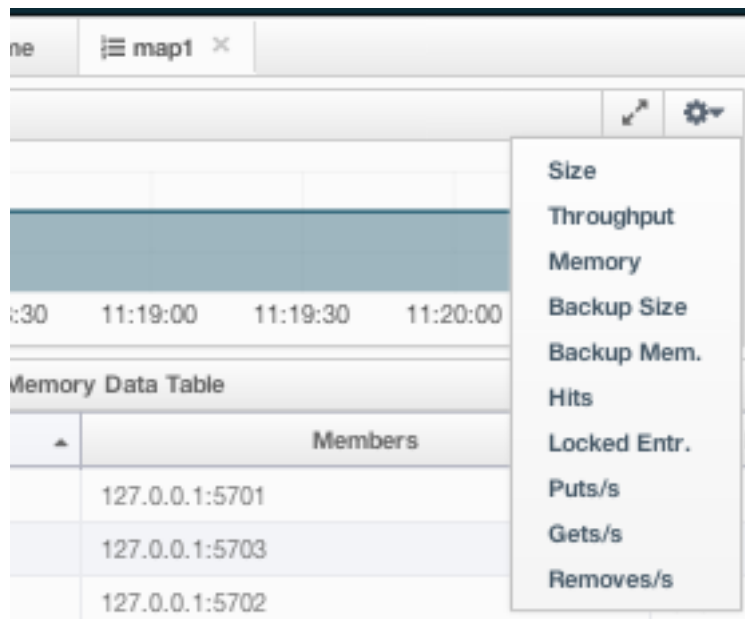 me
map1
Size
Throughput
Memory
Backup Size
Backup Mem.
Hits
Locked Entr.
Puts/s
Gets/s
Removes/s
:30 11:19:00 11:19:30 11:20:00
Memory Data Table
Members
127.0.0.1:5701
127.0.0.1:5703
127.0.0.1:5702